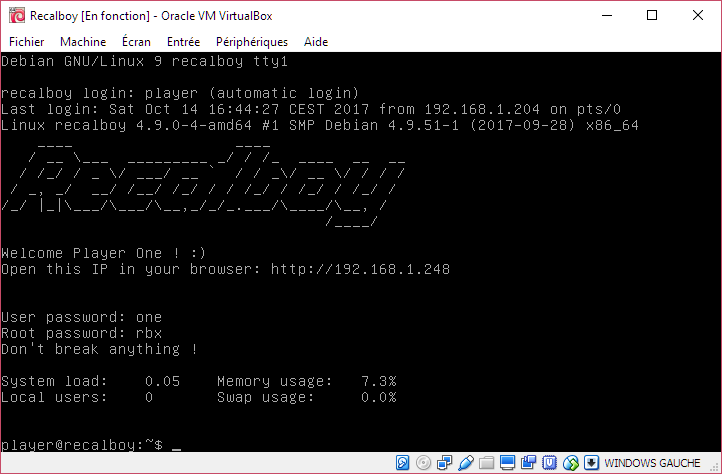 Recalboy [En fonction] - Oracle VM VirtualBox
Fichier Machine Écran Entrée Périphériques Aide
Debian GNU/Linux 9 recalboy tty1
recalboy login: player (automatic login)
Last login: Sat Oct 14 16:44:27 CEST 2017 from 192.168.1.204 on pts/0
Linux recalboy 4.9.0-4-amd64 #1 SMP Debian 4.9.51-1 (2017-09-28) x86_64
Recalboy
Welcome Player One ! :)
Open this IP in your browser: http://192.168.1.248
User password: one
Root password: rbx
Don't break anything !
System load: 0.05 Memory usage: 7.3%
Local users: 0 Swap usage: 0.0%
player@recalboy:~$ _
WINDOWS GAUCHE